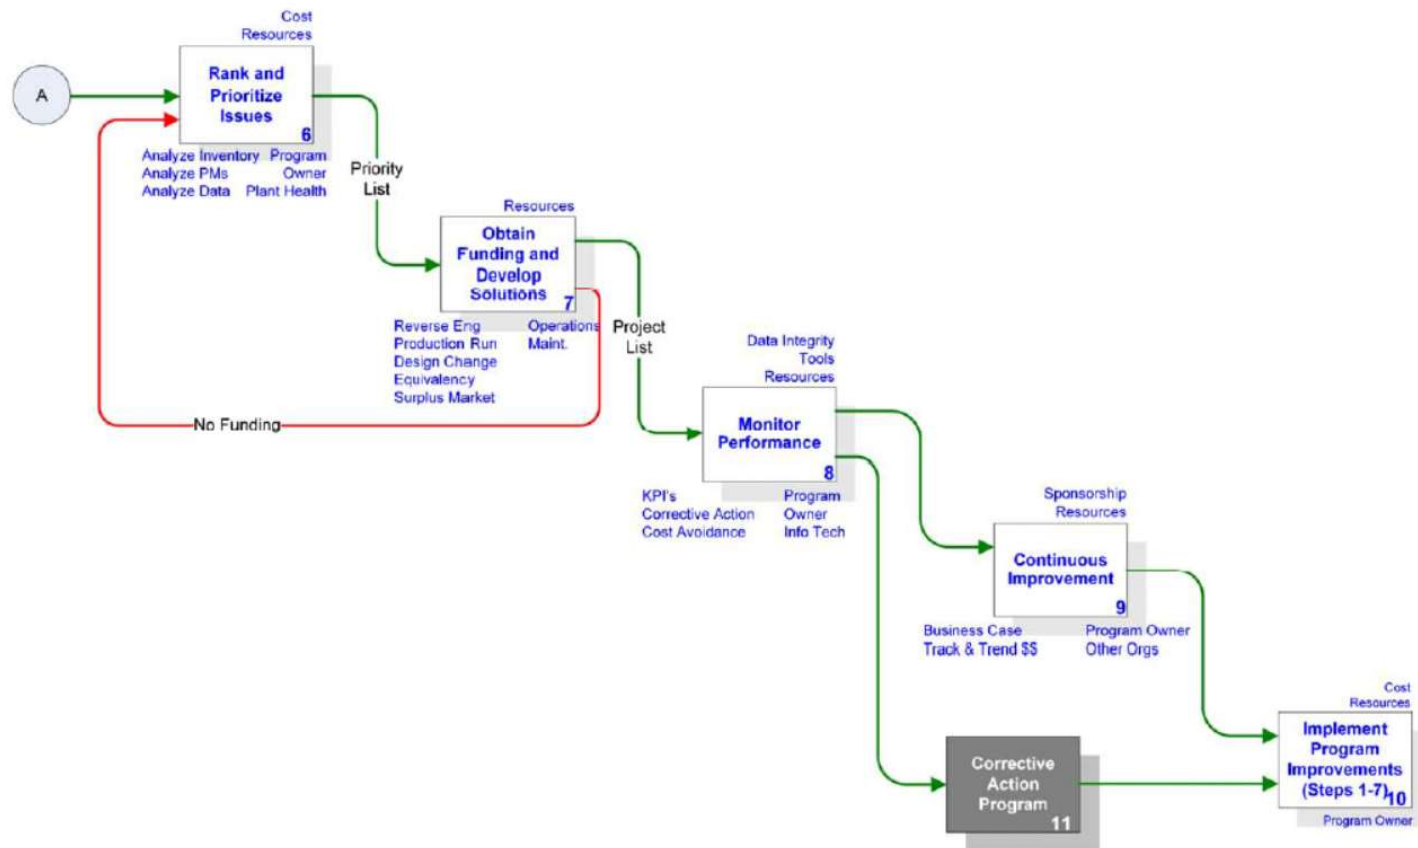 Cost
Resources
A
Rank and
Prioritize
Issues
6
Analyze Inventory Program
Analyze PMs Owner
Analyze Data Plant Health
Priority
List
Resources
Obtain
Funding and
Develop
Solutions
7
Reverse Eng Operations
Production Run Maint.
Design Change
Equivalency
Surplus Market
No Funding
Project
List
Data Integrity
Tools
Resources
Monitor
Performance
8
KPI's Program
Corrective Action Owner
Cost Avoidance Info Tech
Sponsorship
Resources
Continuous
Improvement
9
Business Case Program Owner
Track & Trend $$ Other Orgs
Cost
Resources
Implement
Program
Improvements
(Steps 1-7)
10
Program Owner
Corrective
Action
Program
11